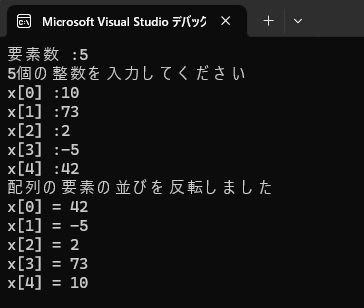 Microsoft Visual Studio デバック
要素数 :5
5個の整数を入力してください
x[0] :10
x[1] :73
x[2] :2
x[3] :-5
x[4] :42
配列の要素の並びを反転しました
x[0] = 42
x[1] = -5
x[2] = 2
x[3] = 73
x[4] = 10